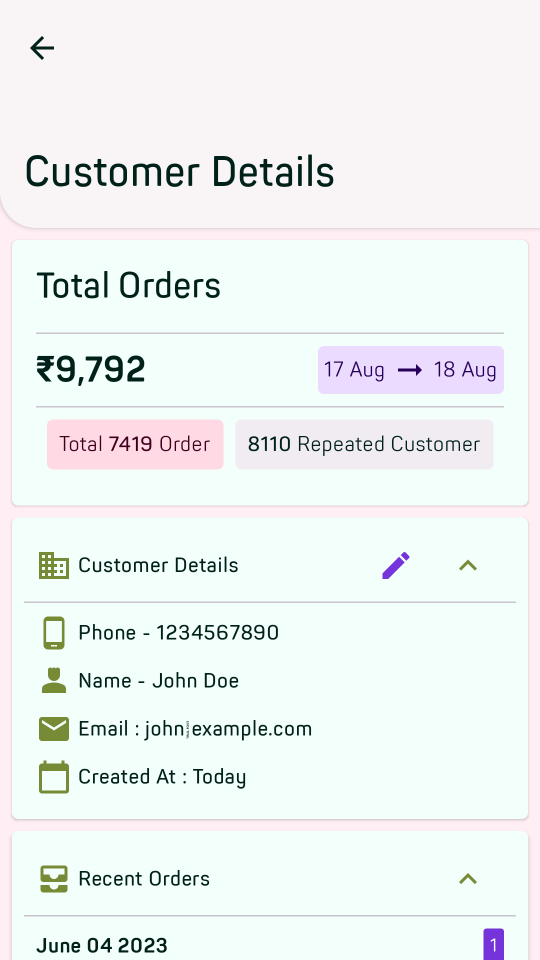 Customer Details
Total Orders
₹9,792
17 Aug → 18 Aug
Total 7419 Order
8110 Repeated Customer
Customer Details
Phone - 1234567890
Name - John Doe
Email : john example.com
Created At : Today
Recent Orders
June 04 2023
1